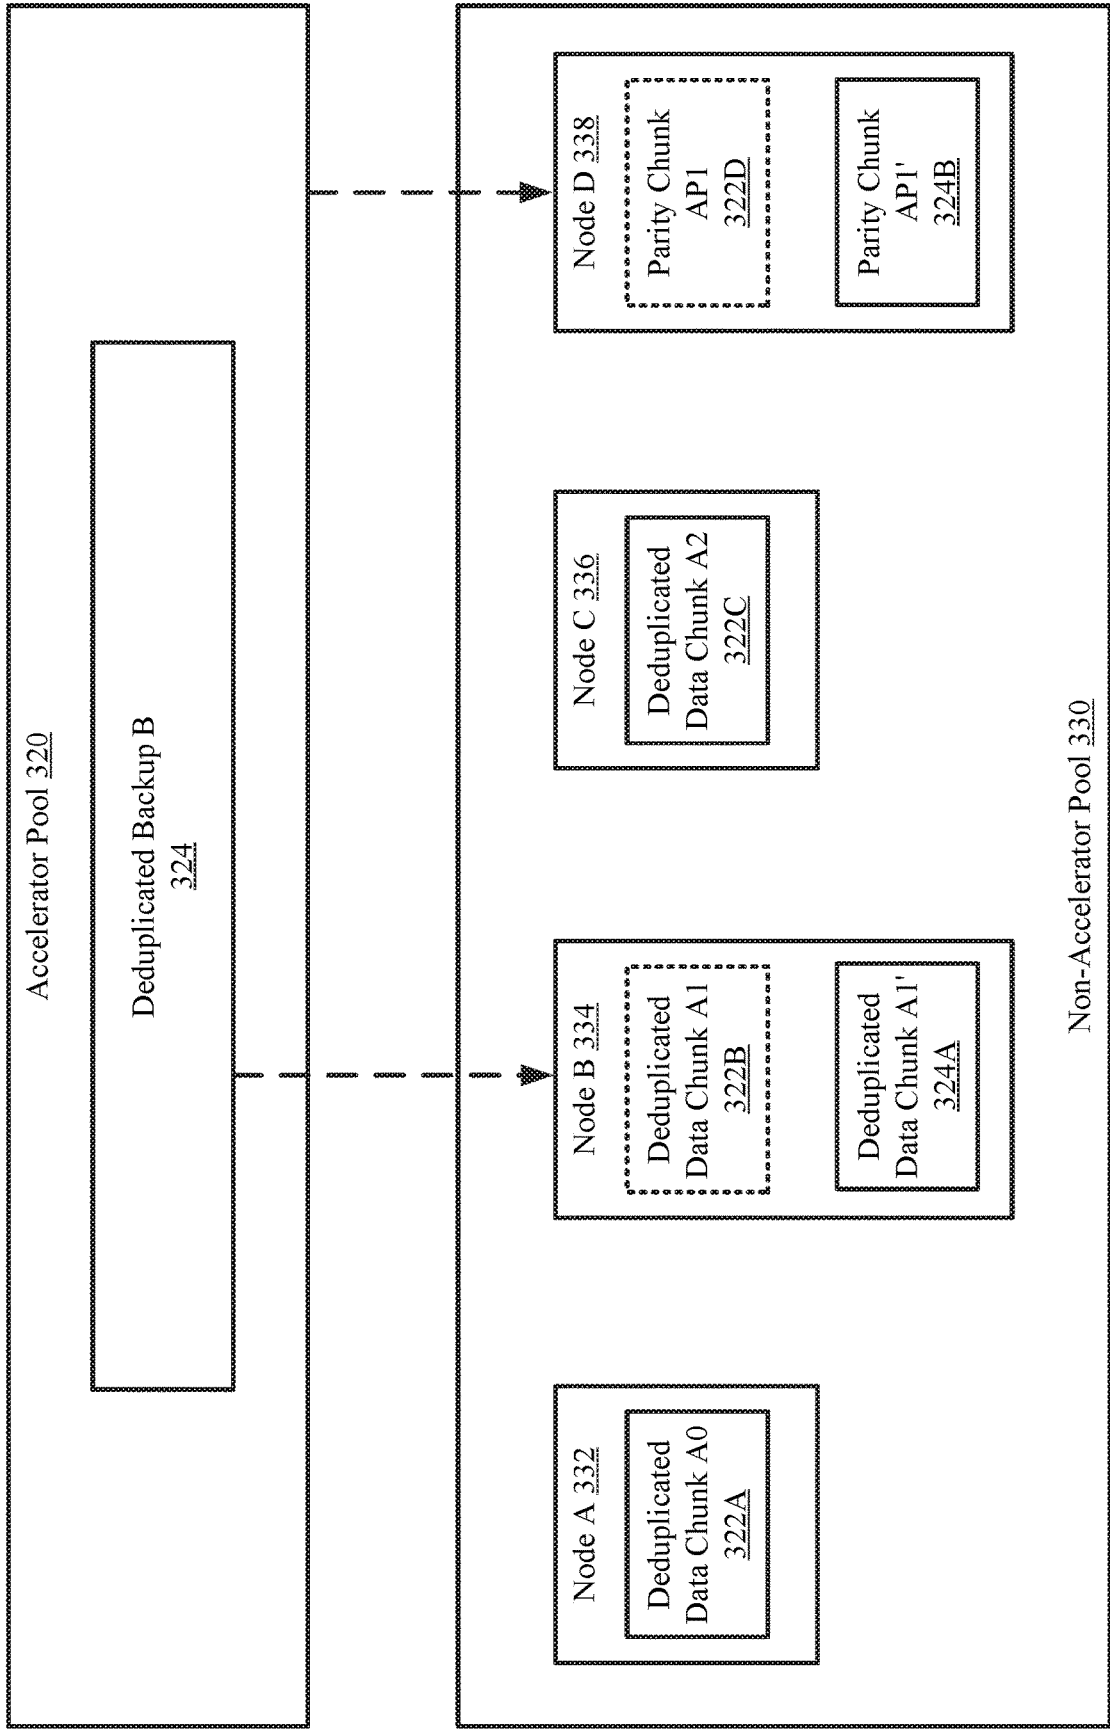 Accelerator Pool 320
Deduplicated Backup B
324
Node A 332
Deduplicated
Data Chunk A0
322A
Node B 334
Deduplicated
Data Chunk A1
322B
Deduplicated
Data Chunk A1'
324A
Node C 336
Deduplicated
Data Chunk A2
322C
Node D 338
Parity Chunk
AP1
322D
Parity Chunk
AP1'
324B
Non-Accelerator Pool 330